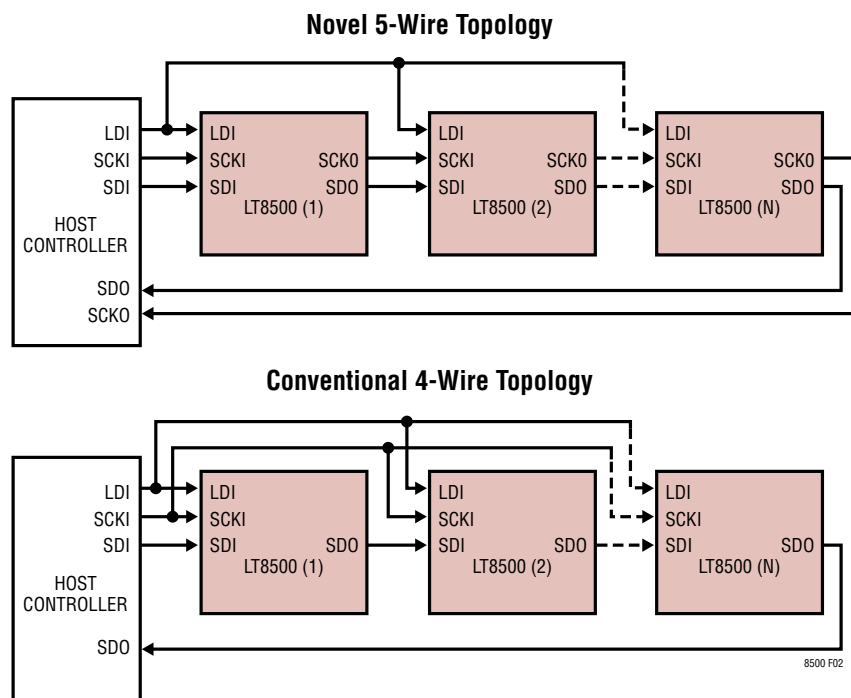 Novel 5-Wire Topology
LDI
SCKI
SDI
HOST
CONTROLLER
SDO
SCKO
LDI
SCKI
SDI
SCK0
SDO
LT8500 (1)
LDI
SCKI
SDI
SCK0
SDO
LT8500 (2)
LDI
SCKI
SDI
SCK0
SDO
LT8500 (N)
Conventional 4-Wire Topology
LDI
SCKI
SDI
HOST
CONTROLLER
SDO
LDI
SCKI
SDI
SDO
LT8500 (1)
LDI
SCKI
SDI
SDO
LT8500 (2)
LDI
SCKI
SDI
SDO
LT8500 (N)
8500 F02